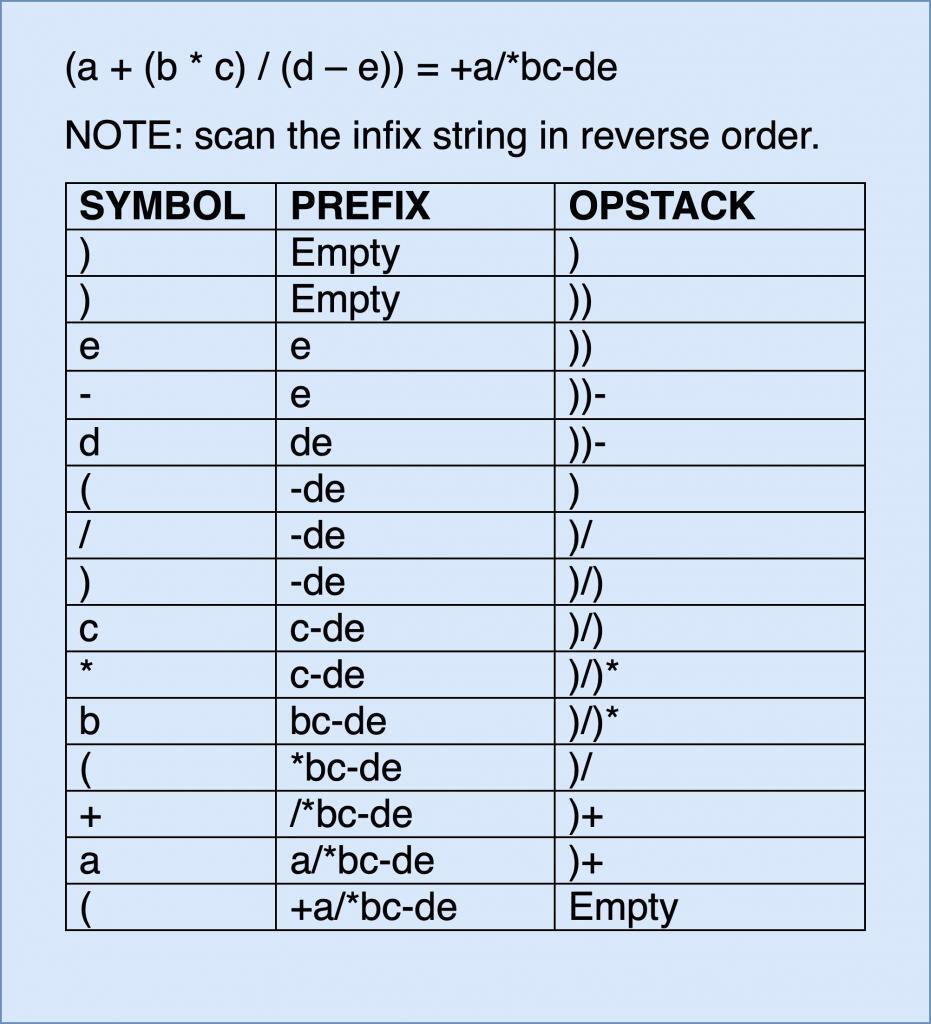 (a + (b * c) / (d – e)) = +a/*bc-de
NOTE: scan the infix string in reverse order.
SYMBOL PREFIX OPSTACK
) Empty )
) Empty ))
e e ))
- e ))-
d de ))-
( -de )
/ -de )/
) -de )/)
c c-de )/)
* c-de )/)*
b bc-de )/)*
( *bc-de )/
+ /*bc-de )+
a a/*bc-de )+
( +a/*bc-de Empty